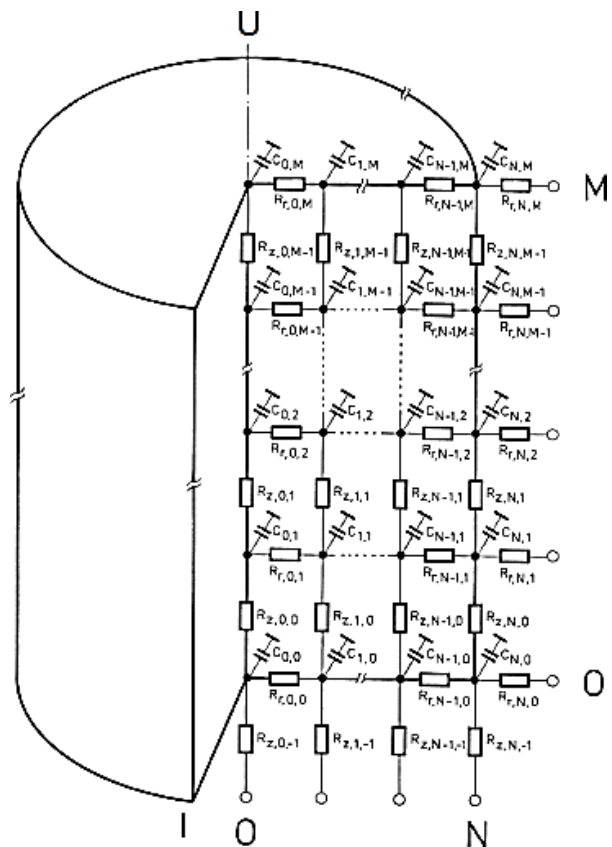 U
C0,M C1,M CN-1,M CN,M
Rr,0,M Rr,N-1,M Rr,N,M M
Rz,0,M-1 Rz,1,M-1 Rz,N-1,M-1 Rz,N,M-1
C0,M-1 C1,M-1 CN-1,M-1 CN,M-1
Rr,0,M-1 Rr,N-1,M-1 Rr,N,M-1
C0,2 C1,2 CN-1,2 CN,2
Rr,0,2 Rr,N-1,2 Rr,N,2
Rz,0,1 Rz,1,1 Rz,N-1,1 Rz,N,1
C0,1 C1,1 CN-1,1 CN,1
Rr,0,1 Rr,N-1,1 Rr,N,1
Rz,0,0 Rz,1,0 Rz,N-1,0 Rz,N,0
C0,0 C1,0 CN-1,0 CN,0
Rr,0,0 Rr,N-1,0 Rr,N,0 O
Rz,0,-1 Rz,1,-1 Rz,N-1,-1 Rz,N,-1
I O N